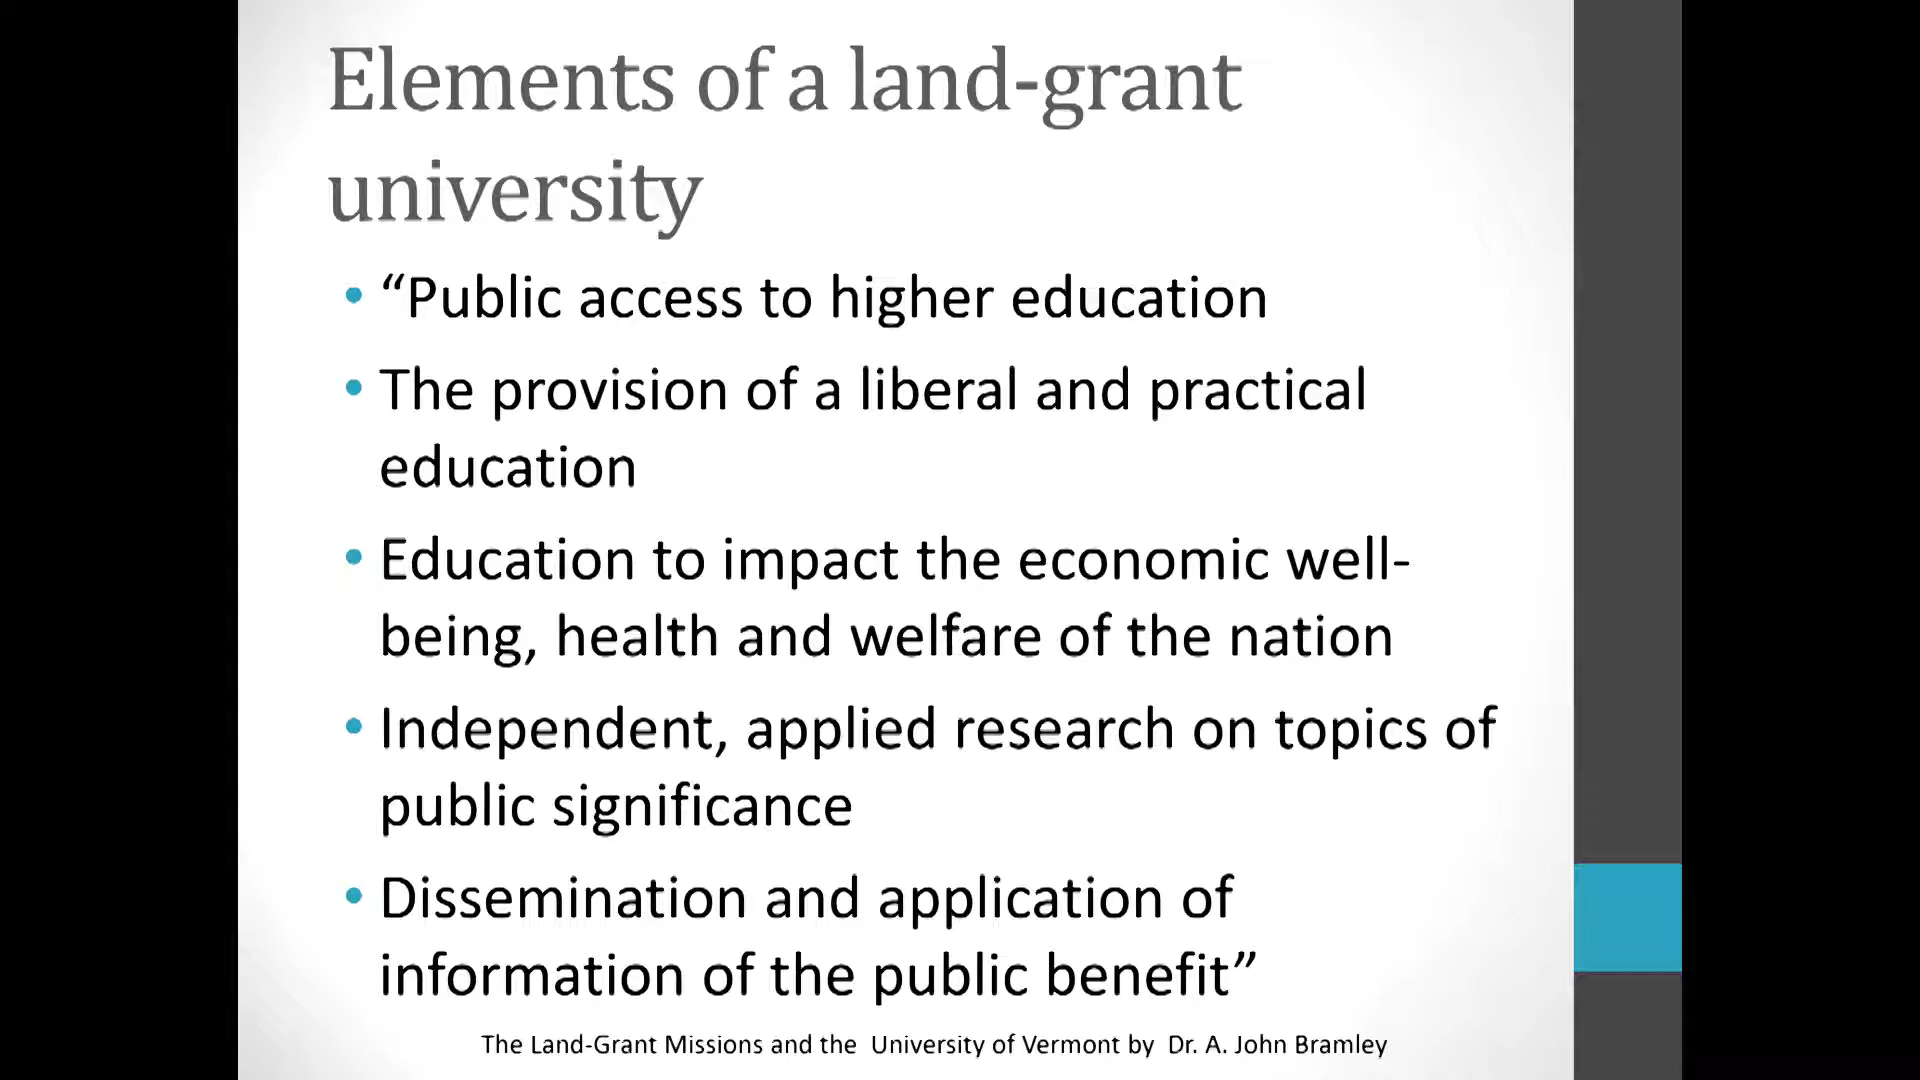 Elements of a land-grant
university
• “Public access to higher education
• The provision of a liberal and practical
education
• Education to impact the economic well-
being, health and welfare of the nation
• Independent, applied research on topics of
public significance
• Dissemination and application of
information of the public benefit”
The Land-Grant Missions and the University of Vermont by Dr. A. John Bramley